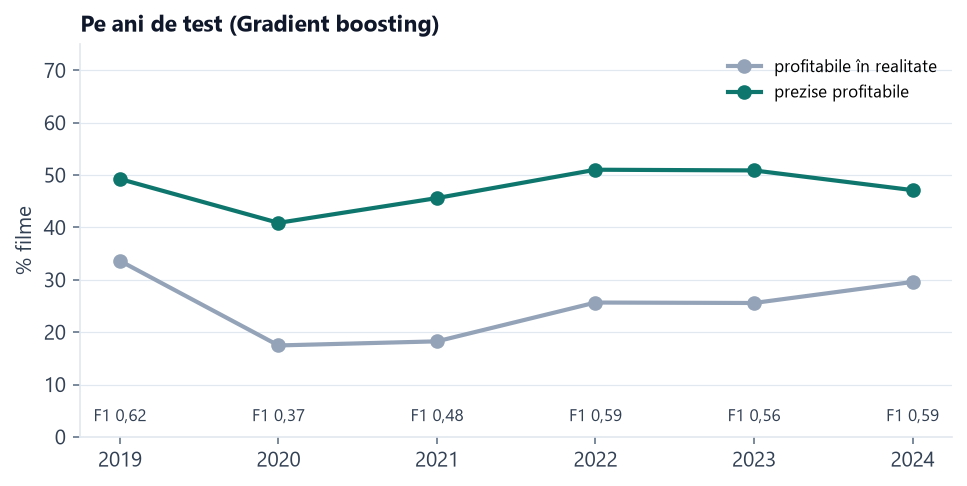 Pe ani de test (Gradient boosting)
profitabile în realitate
prezise profitabile
% filme
70
60
50
40
30
20
10
0
F1 0,62 F1 0,37 F1 0,48 F1 0,59 F1 0,56 F1 0,59
2019 2020 2021 2022 2023 2024